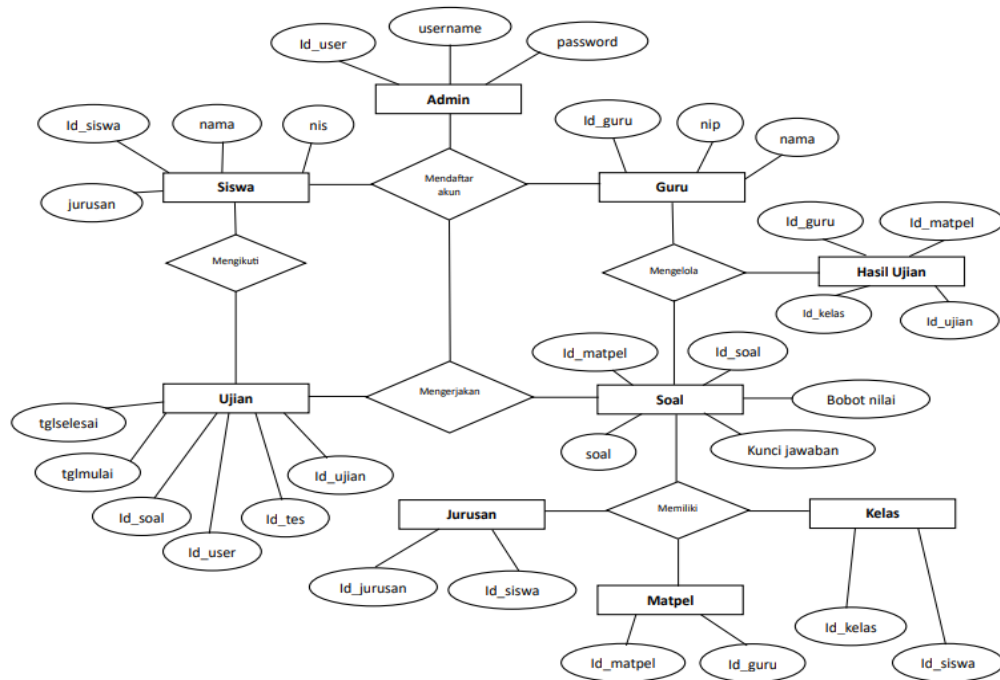 username
Id_user
password
Admin
Id_siswa
nama
nis
Id_guru
nip
nama
Mendaftar
akun
Siswa
Guru
jurusan
Id_guru
Id_matpel
Mengikuti
Mengelola
Hasil Ujian
Id_kelas
Id_ujian
Id_matpel
Id_soal
Ujian
Mengerjakan
Soal
Bobot nilai
tglselesai
soal
Kunci jawaban
tglmulai
Id_ujian
Id_soal
Id_tes
Id_user
Jurusan
Memiliki
Kelas
Id_jurusan
Id_siswa
Matpel
Id_kelas
Id_matpel
Id_guru
Id_siswa